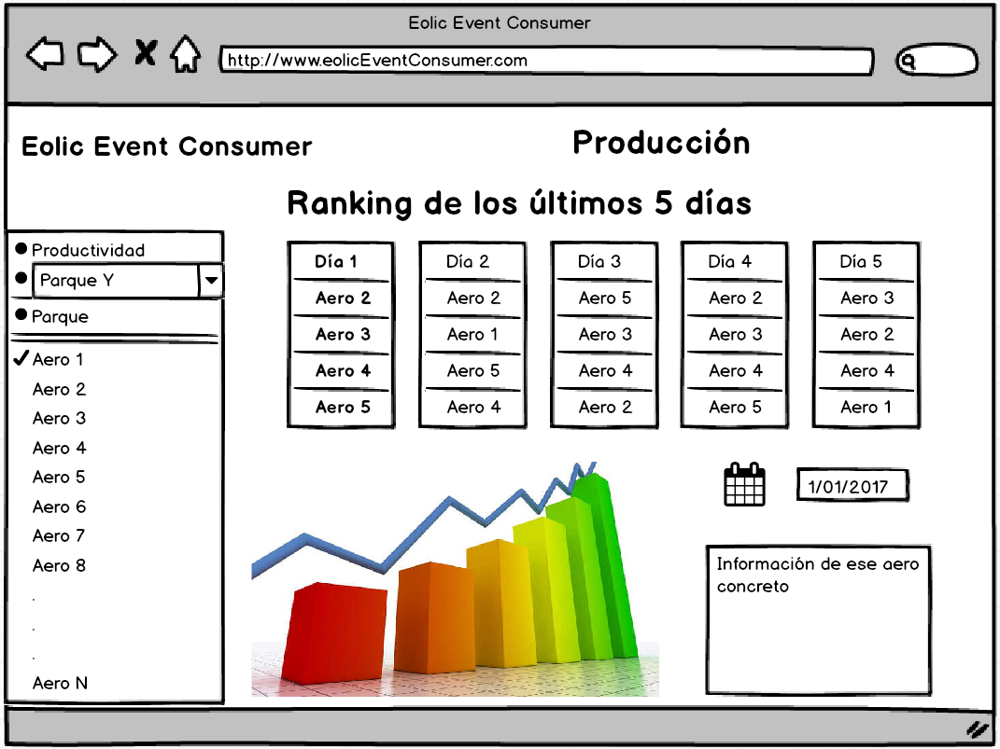 Eolic Event Consumer
http://www.eolicEventConsumer.com
Eolic Event Consumer
Producción
Ranking de los últimos 5 días
Productividad
Parque Y
Parque
Aero 1
Aero 2
Aero 3
Aero 4
Aero 5
Aero 6
Aero 7
Aero 8
.
.
.
Aero N
Día 1
Aero 2
Aero 3
Aero 4
Aero 5
Día 2
Aero 2
Aero 1
Aero 5
Aero 4
Día 3
Aero 5
Aero 3
Aero 4
Aero 2
Día 4
Aero 2
Aero 3
Aero 4
Aero 5
Día 5
Aero 3
Aero 2
Aero 4
Aero 1
1/01/2017
Información de ese aero
concreto